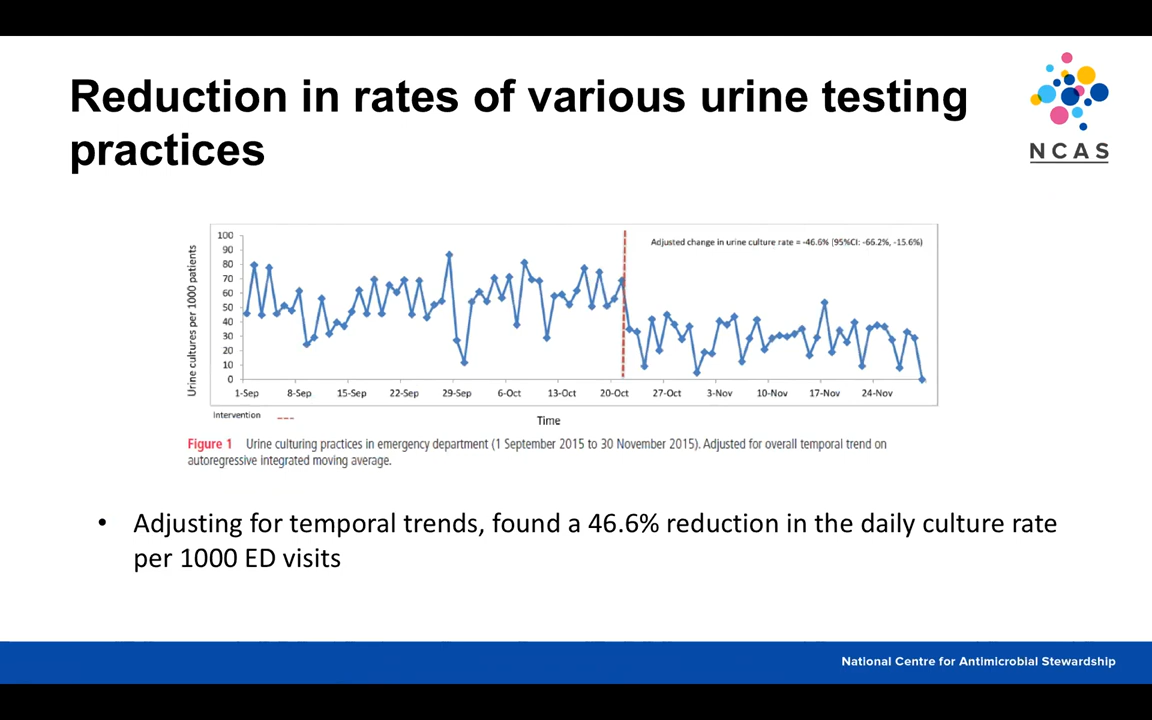 Reduction in rates of various urine testing
practices
NCAS
Urine cultures per 1000 patients
100
90
80
70
60
50
40
30
20
10
0
Adjusted change in urine culture rate = -46.6% (95%CI: -66.2%, -15.6%)
1-Sep 8-Sep 15-Sep 22-Sep 29-Sep 6-Oct 13-Oct 20-Oct 27-Oct 3-Nov 10-Nov 17-Nov 24-Nov
Intervention
Time
Figure 1 Urine culturing practices in emergency department (1 September 2015 to 30 November 2015). Adjusted for overall temporal trend on
autoregressive integrated moving average.
• Adjusting for temporal trends, found a 46.6% reduction in the daily culture rate
per 1000 ED visits
National Centre for Antimicrobial Stewardship